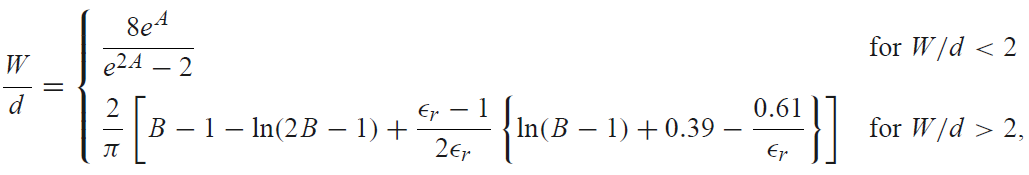 W/d = { 8e^A / (e^{2A} − 2) for W/d < 2
2/π [ B − 1 − ln(2B − 1) + (ϵ_r − 1)/(2ϵ_r) { ln(B − 1) + 0.39 − 0.61/ϵ_r } ] for W/d > 2,